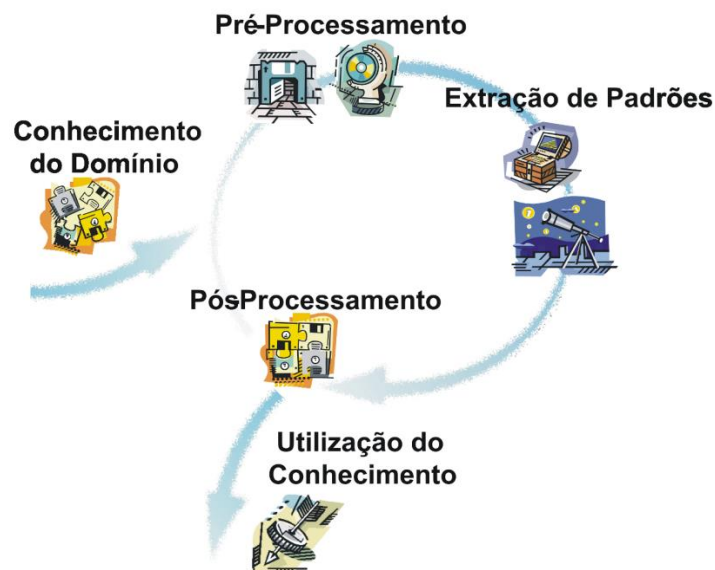 Pré-Processamento
Extração de Padrões
Conhecimento
do Domínio
PósProcessamento
Utilização do
Conhecimento